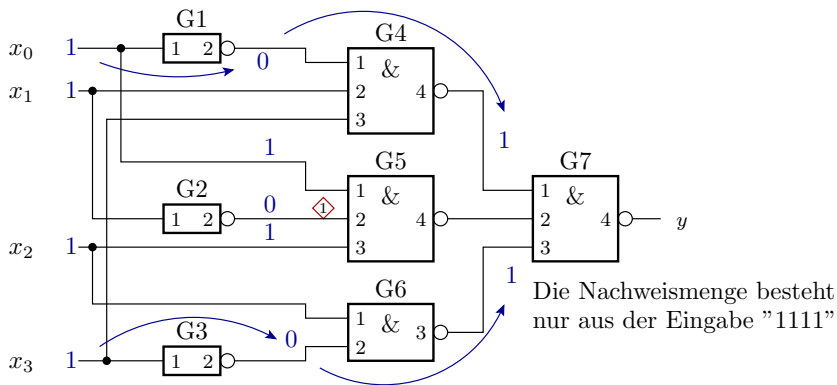 G1
x0 1 1 2 0
G4
1 &
x1 1 2 4
3
1
1
G5
G7
1 &
G2
0 1 2 4
1 2
1 &
2 4 y
3
x2 1 1 3
G6
1
Die Nachweismenge besteht
nur aus der Eingabe "1111"
1 &
2 3
G3
0
x3 1 1 2